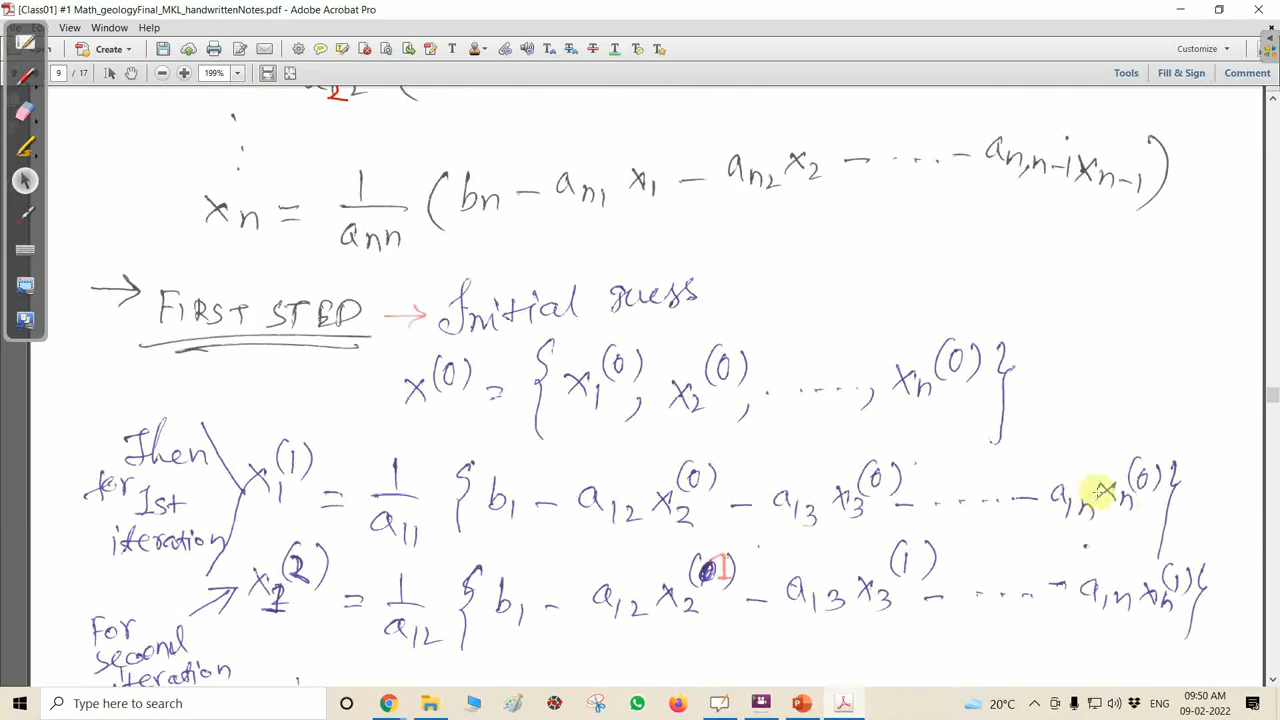 [Class01] #1 Math_geologyFinal_MKL_handwrittenNotes.pdf - Adobe Acrobat Pro
Edit View Window Help
Create Customize
9 / 17 199% Tools Fill & Sign Comment
xn = 1/ann (bn - an1 x1 - an2 x2 - ... - an,n-1 xn-1)
→ FIRST STEP → Initial guess
x^(0) = { x1^(0), x2^(0), ....., xn^(0) }
Then for 1st iteration x1^(1) = 1/a11 { b1 - a12 x2^(0) - a13 x3^(0) - ..... - a1n xn^(0) }
For second iteration → x1^(2) = 1/a12 { b1 - a12 x2^(1) - a13 x3^(1) - .... - a1n xn^(1) }
Type here to search 20°C 09:50 AM
09-02-2022